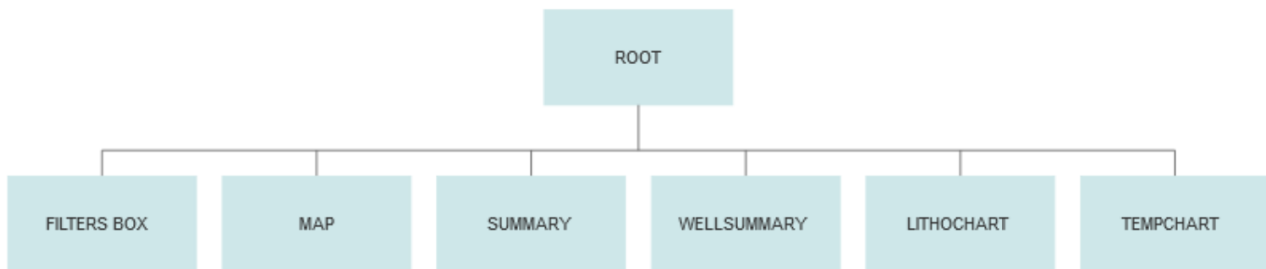 ROOT
FILTERS BOX
MAP
SUMMARY
WELLSUMMARY
LITHOCHART
TEMPCHART